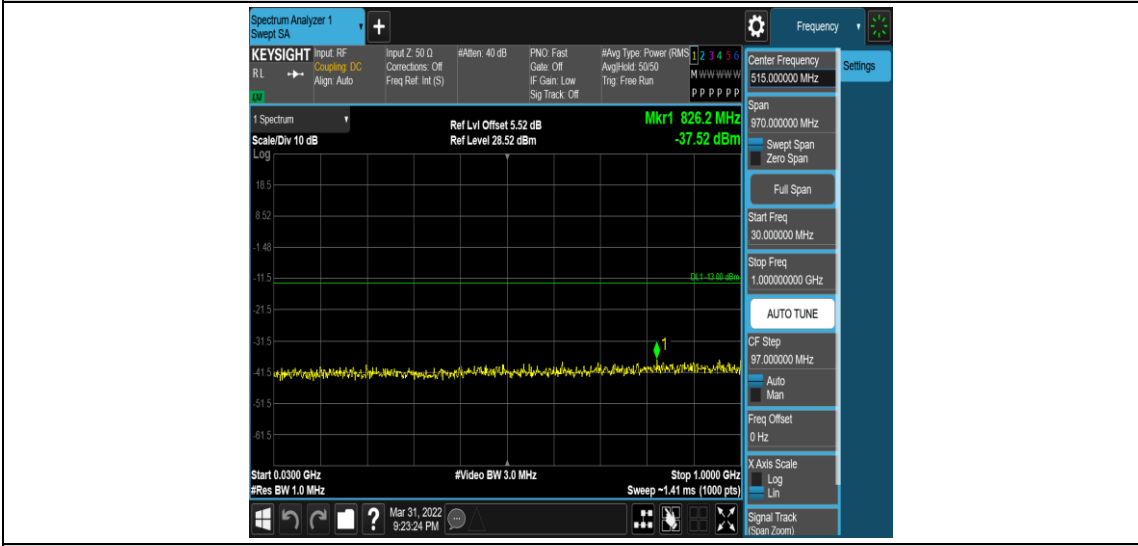 Spectrum Analyzer 1
Swept SA
+
Frequency
KEYSIGHT
RL
Input: RF
Coupling: DC
Align: Auto
Input Z: 50 Ω
Corrections: Off
Freq Ref: Int (S)
#Atten: 40 dB
PNO: Fast
Gate: Off
IF Gain: Low
Sig Track: Off
#Avg Type: Power (RMS
Avg|Hold: 50/50
Trig: Free Run
1 2 3 4 5 6
M W W W W W
P P P P P P
1 Spectrum
Scale/Div 10 dB
Log
Ref Lvl Offset 5.52 dB
Ref Level 28.52 dBm
Mkr1 826.2 MHz
-37.52 dBm
18.5
8.52
-1.48
-11.5
-21.5
-31.5
-41.5
-51.5
-61.5
DL1 -13.00 dBm
1
Start 0.0300 GHz
#Res BW 1.0 MHz
#Video BW 3.0 MHz
Stop 1.0000 GHz
Sweep ~1.41 ms (1000 pts)
?
Mar 31, 2022
9:23:24 PM
Center Frequency
515.000000 MHz
Settings
Span
970.000000 MHz
Swept Span
Zero Span
Full Span
Start Freq
30.000000 MHz
Stop Freq
1.000000000 GHz
AUTO TUNE
CF Step
97.000000 MHz
Auto
Man
Freq Offset
0 Hz
X Axis Scale
Log
Lin
Signal Track
(Span Zoom)